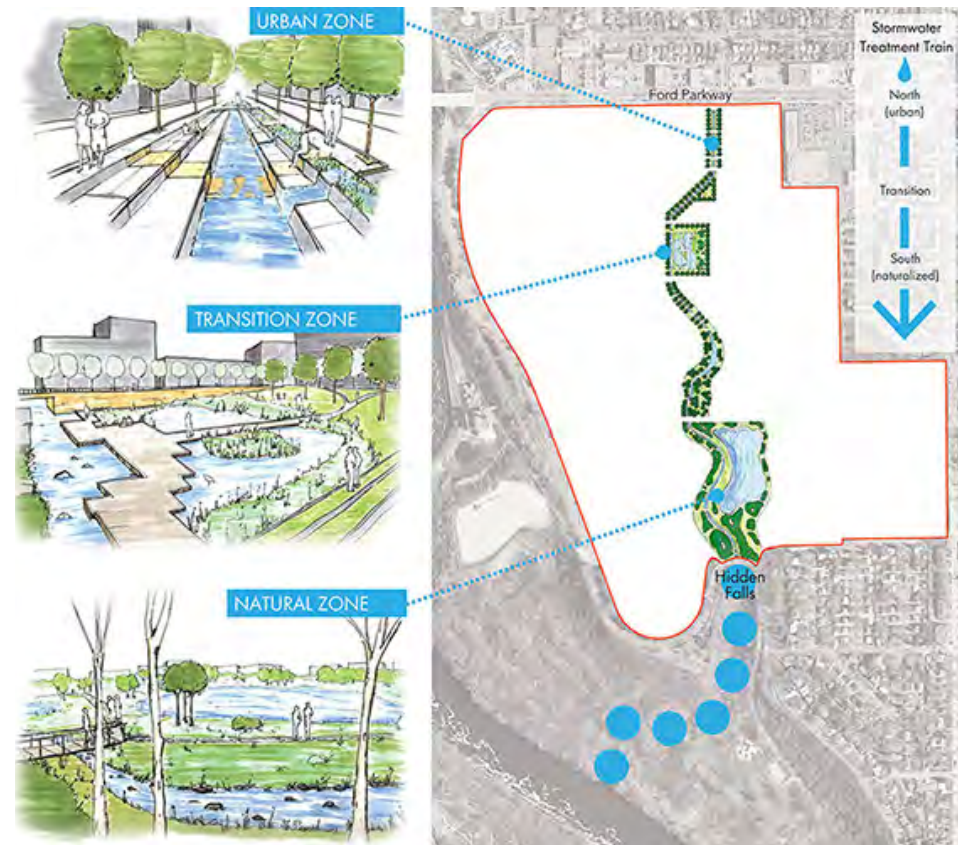 URBAN ZONE
TRANSITION ZONE
NATURAL ZONE
Ford Parkway
Hidden
Falls
Stormwater
Treatment Train
North
(urban)
Transition
South
(naturalized)